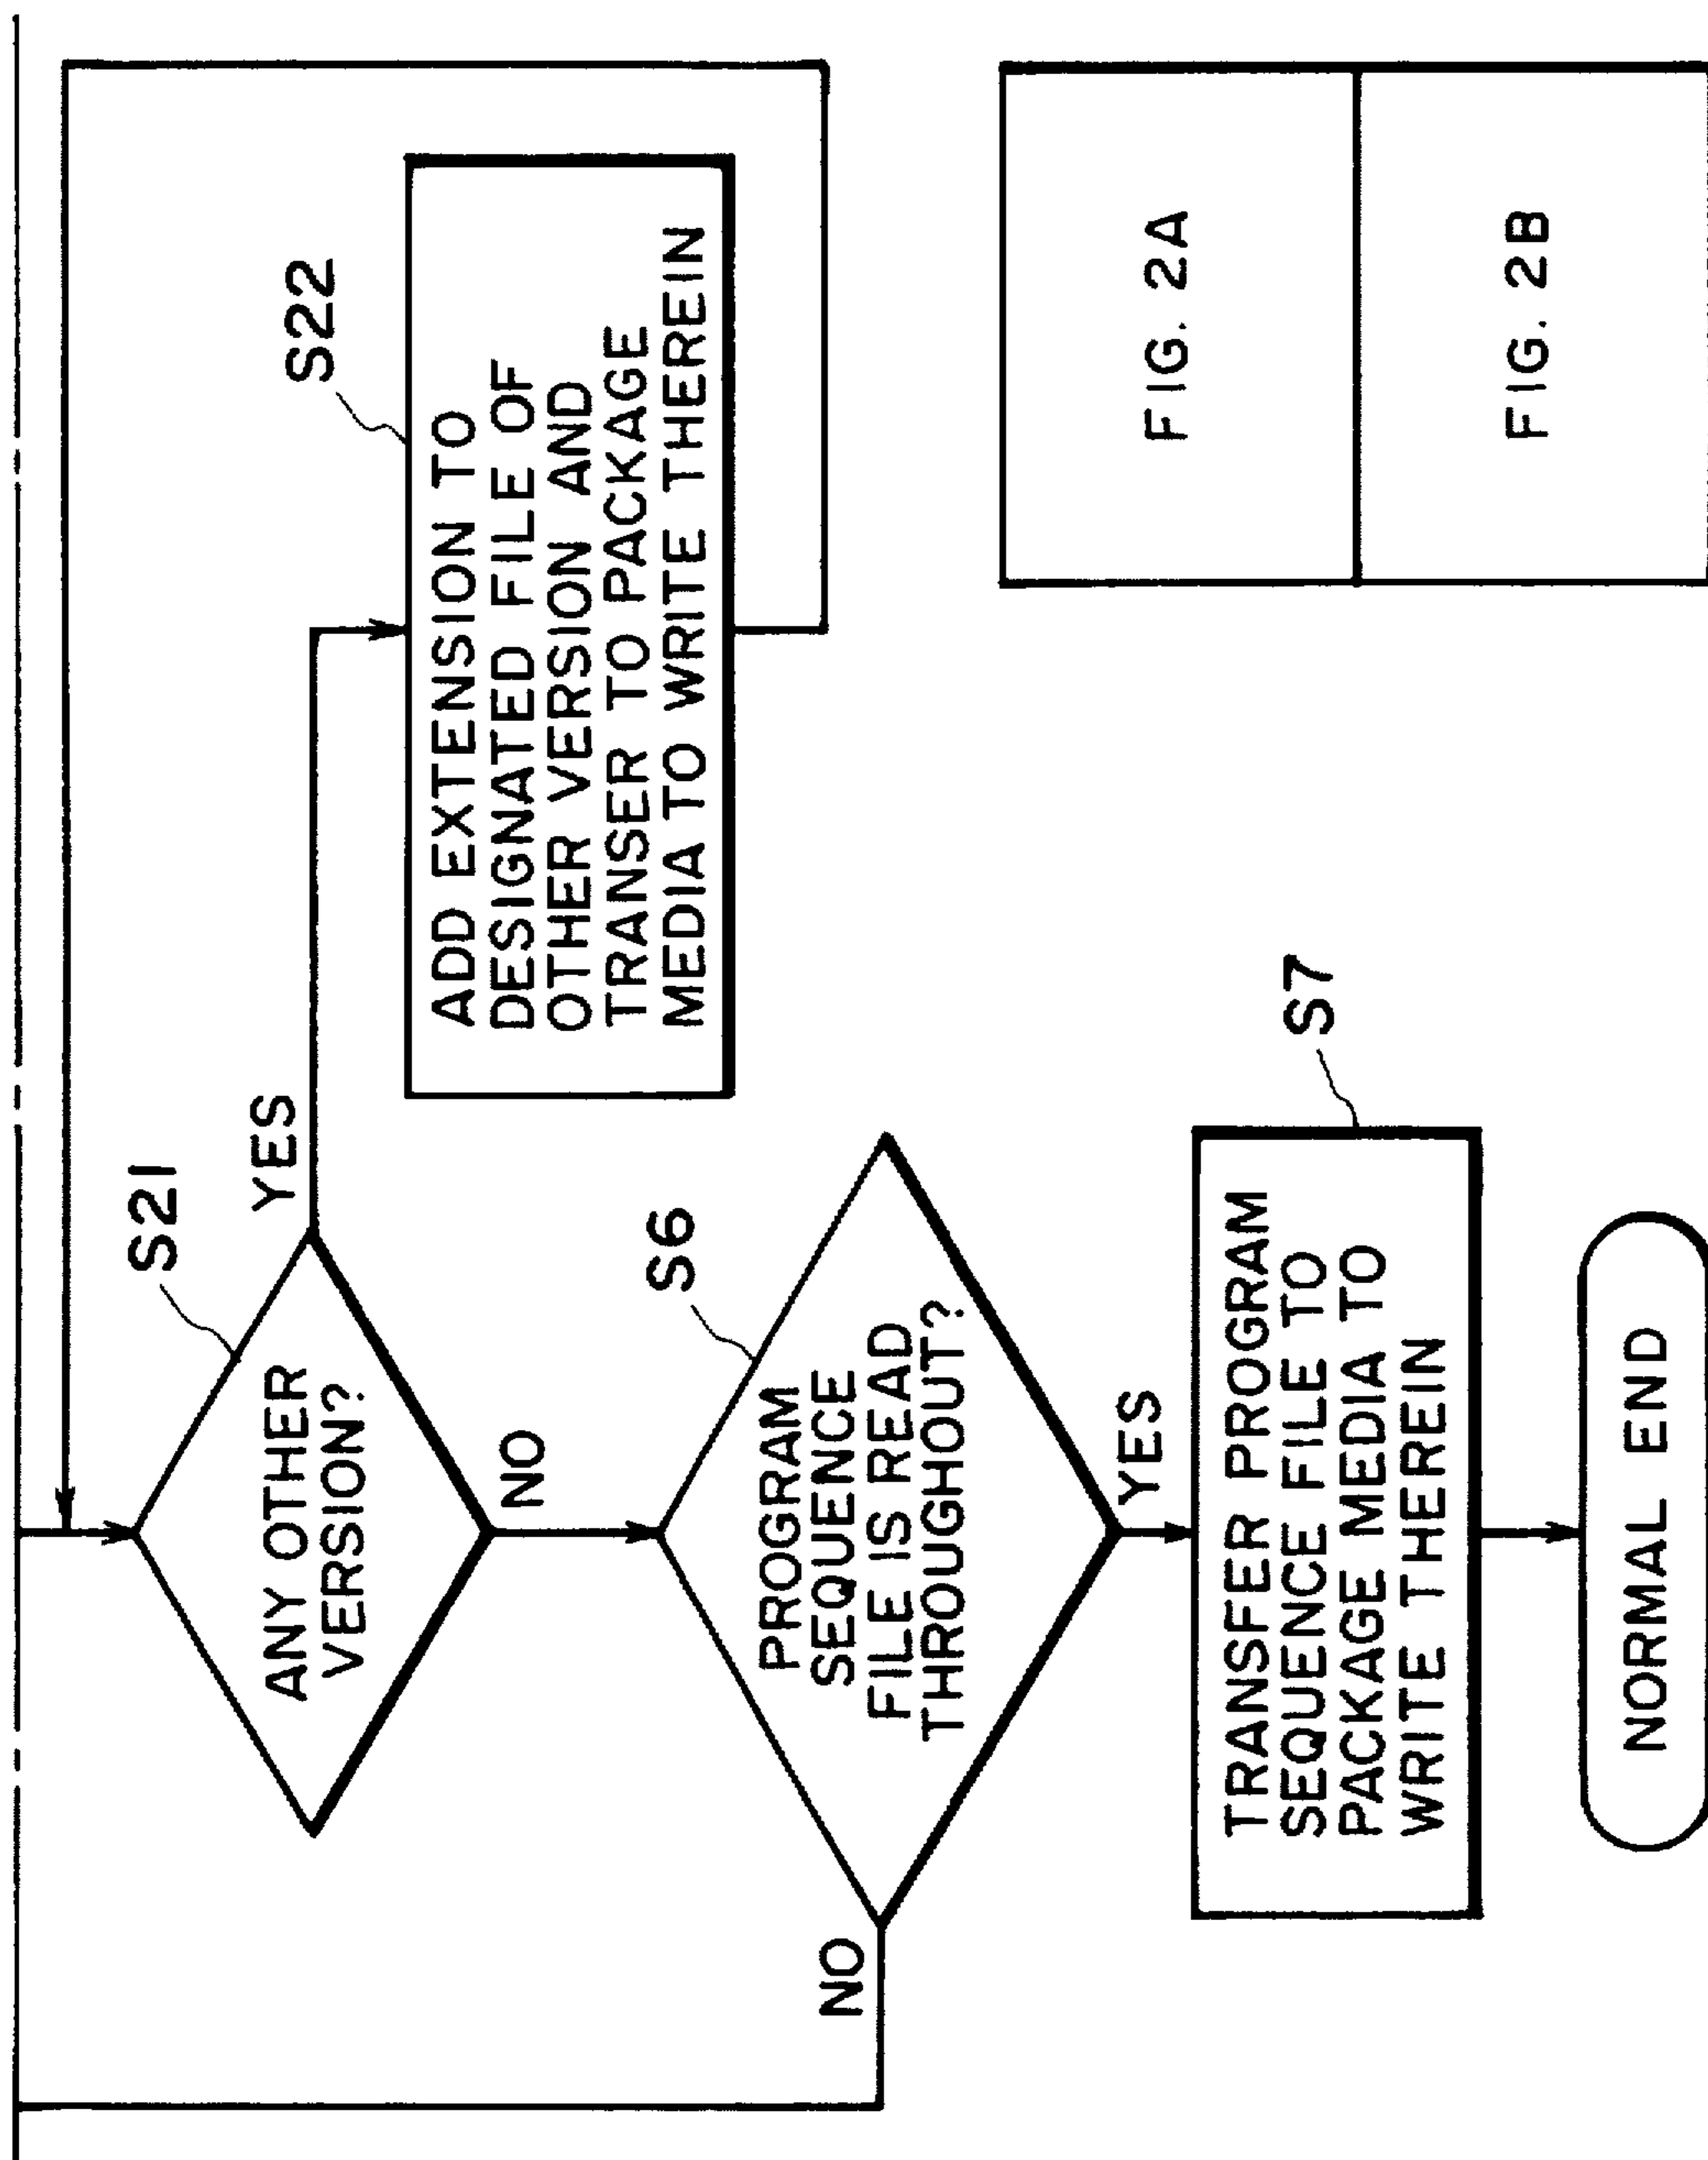 S21
ANY OTHER
VERSION?
YES
NO
S22
ADD EXTENSION TO
DESIGNATED FILE OF
OTHER VERSION AND
TRANSER TO PACKAGE
MEDIA TO WRITE THEREIN
S6
PROGRAM
SEQUENCE
FILE IS READ
THROUGHOUT?
NO
YES
S7
TRANSFER PROGRAM
SEQUENCE FILE TO
PACKAGE MEDIA TO
WRITE THEREIN
NORMAL END
FIG. 2A
FIG. 2B